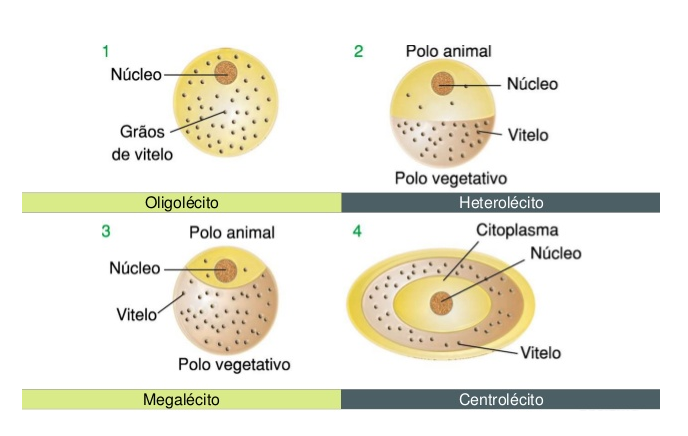 1
Núcleo
Grãos
de vitelo
Oligolécito
2
Polo animal
Núcleo
Vitelo
Polo vegetativo
Heterolécito
3
Polo animal
Núcleo
Vitelo
Polo vegetativo
Megalécito
4
Citoplasma
Núcleo
Vitelo
Centrolécito